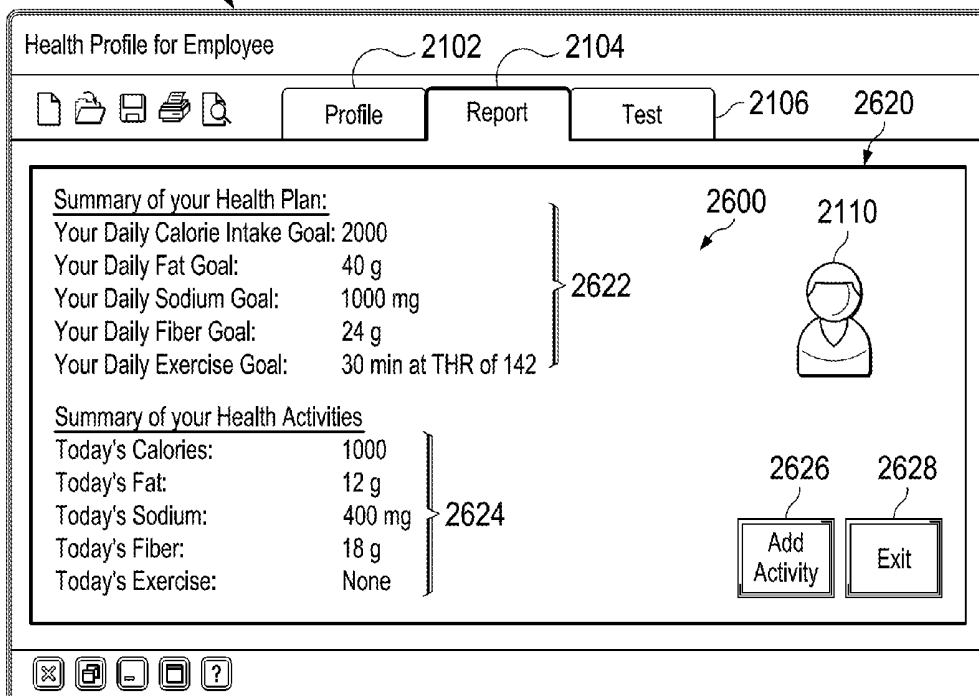 Health Profile for Employee
2102
2104
Profile
Report
Test
2106
2620
Summary of your Health Plan:
Your Daily Calorie Intake Goal: 2000
Your Daily Fat Goal: 40 g
Your Daily Sodium Goal: 1000 mg
Your Daily Fiber Goal: 24 g
Your Daily Exercise Goal: 30 min at THR of 142
2622
2600
2110
Summary of your Health Activities
Today's Calories: 1000
Today's Fat: 12 g
Today's Sodium: 400 mg
Today's Fiber: 18 g
Today's Exercise: None
2624
2626
2628
Add
Activity
Exit
?